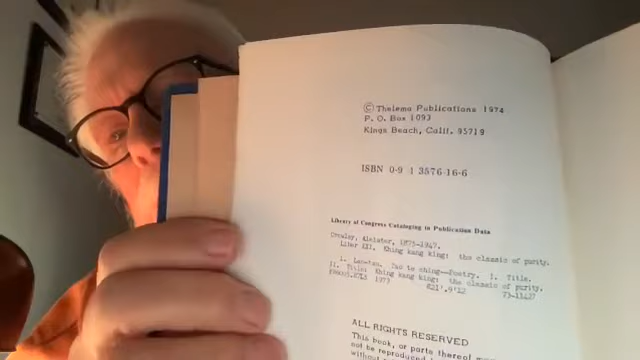 © Thelema Publications 1974
P. O. Box 1093
Kings Beach, Calif. 95719
ISBN 0-9 1 3576-16-6
Library of Congress Cataloging in Publication Data
Crowley, Aleister, 1875-1947.
Liber XXI. Khing kang king: the classic of purity.
1. Lao-tzu. Tao te ching--Poetry. I. Title.
II. Title: Khing kang king: the classic of purity.
1973 821'.9'12
ALL RIGHTS RESERVED
This book, or parts thereof
not be reproduced
without